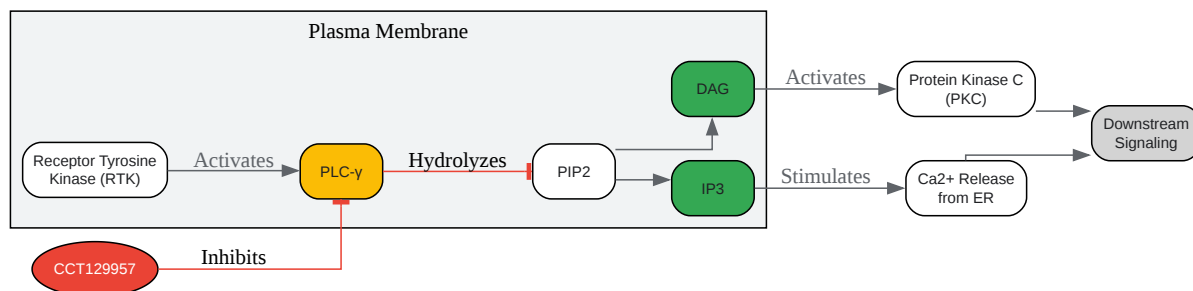 Plasma Membrane
DAG
Activates
Protein Kinase C
(PKC)
Downstream
Signaling
Receptor Tyrosine
Kinase (RTK)
Activates
PLC-γ
Hydrolyzes
PIP2
IP3
Stimulates
Ca2+ Release
from ER
CCT129957
Inhibits